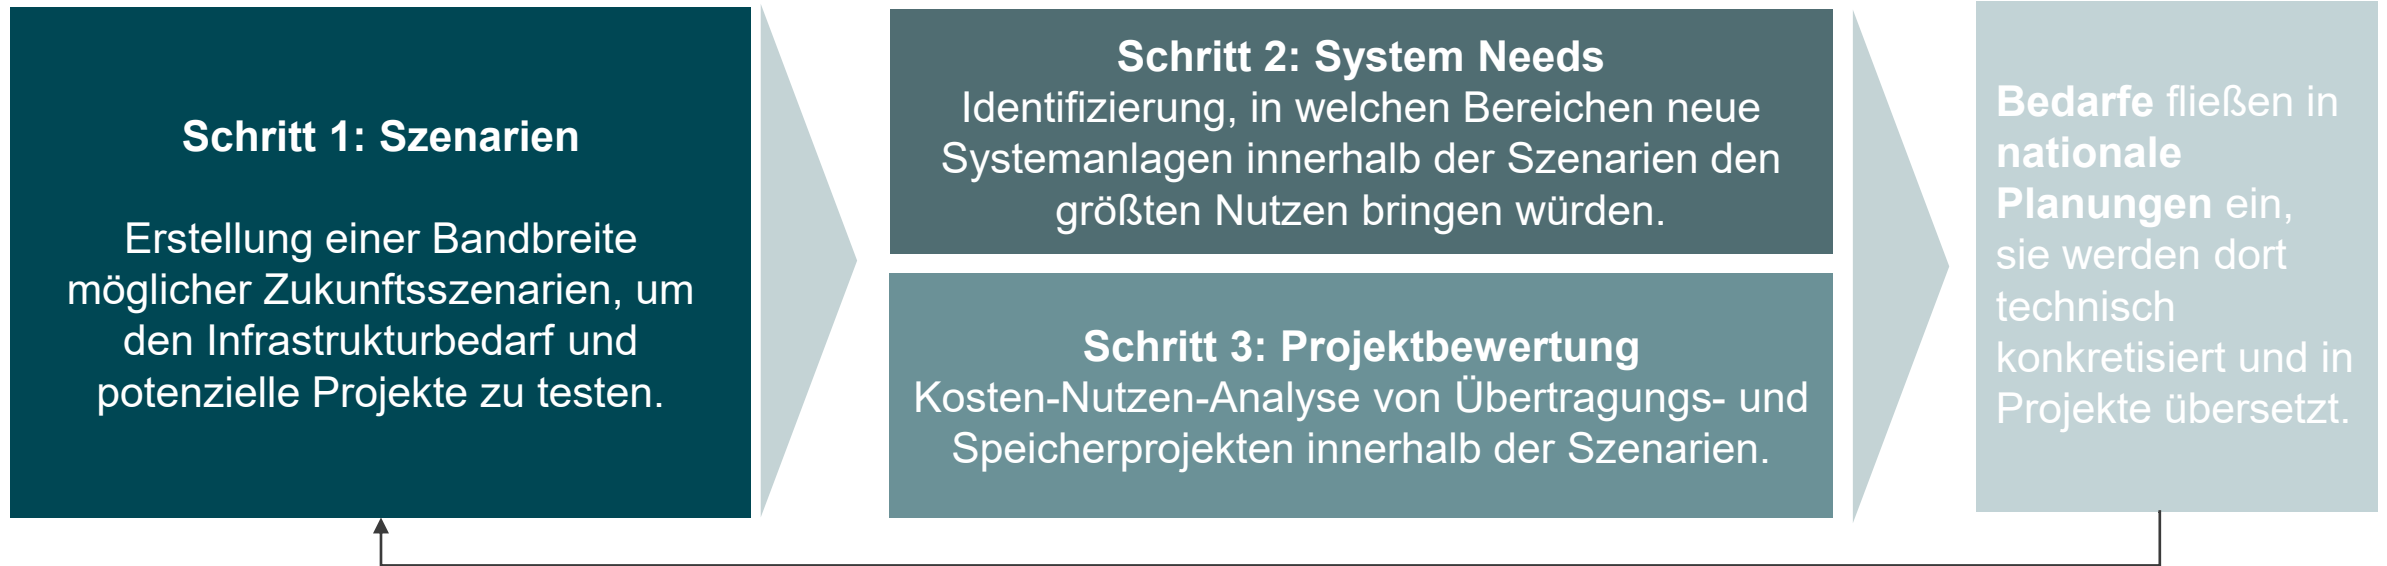 Schritt 1: Szenarien
Erstellung einer Bandbreite
möglicher Zukunftsszenarien, um
den Infrastrukturbedarf und
potenzielle Projekte zu testen.
Schritt 2: System Needs
Identifizierung, in welchen Bereichen neue
Systemanlagen innerhalb der Szenarien den
größten Nutzen bringen würden.
Schritt 3: Projektbewertung
Kosten-Nutzen-Analyse von Übertragungs- und
Speicherprojekten innerhalb der Szenarien.
Bedarfe fließen in
nationale
Planungen ein,
sie werden dort
technisch
konkretisiert und in
Projekte übersetzt.